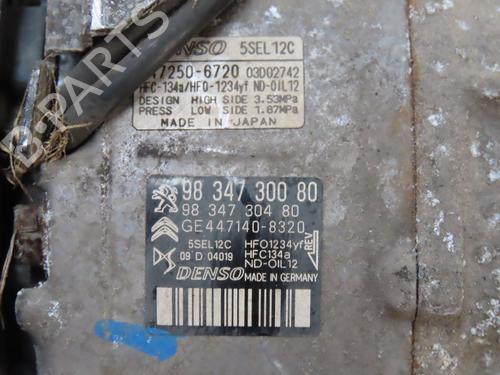 DENSO 5SEL12C
47250-6720 03D02742
HFC-134a/HFO-1234yf ND-OIL12
DESIGN HIGH SIDE 3.53MPa
PRESS LOW SIDE 1.87MPa
MADE IN JAPAN
B-PARTS
98 347 300 80
98 347 304 80
GE447140-8320
5SEL12C HFO1234yf
09 D 04019 HFC134a
ND-OIL12
REV
DENSO MADE IN GERMANY